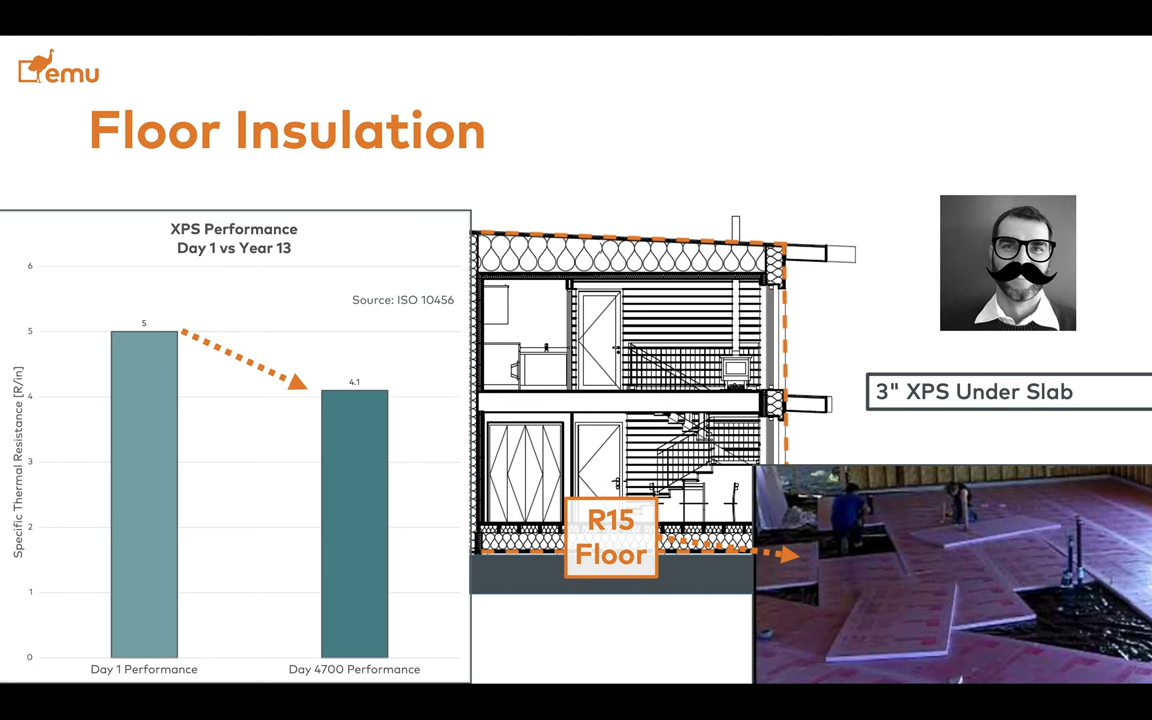 emu
Floor Insulation
XPS Performance
Day 1 vs Year 13
Source: ISO 10456
Specific Thermal Resistance [R/in]
6
5
4
3
2
1
0
5
4.1
Day 1 Performance
Day 4700 Performance
R15
Floor
3" XPS Under Slab